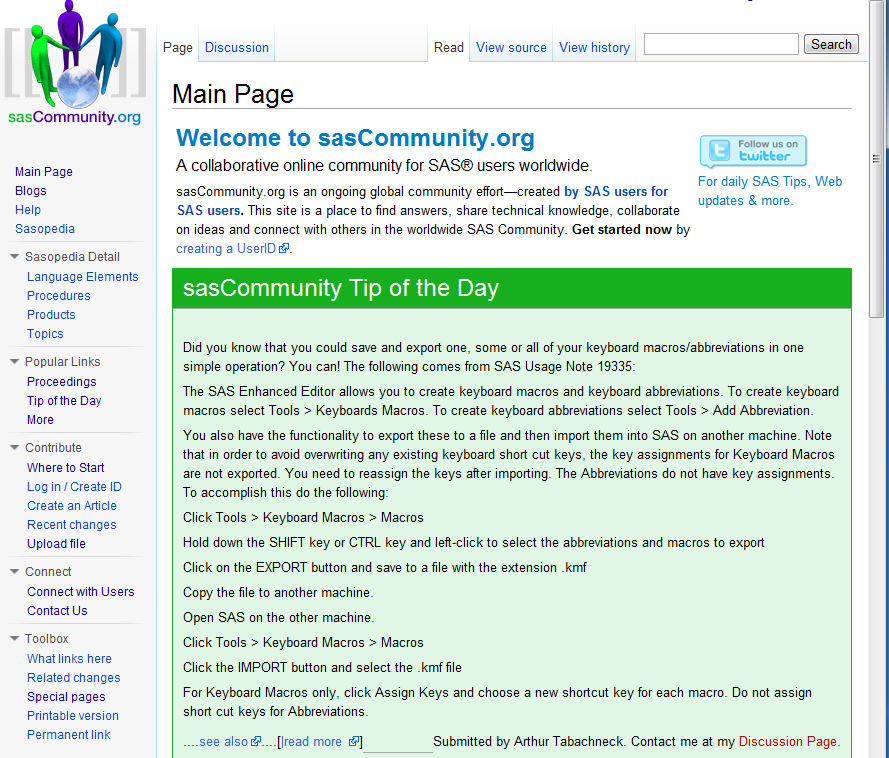 sasCommunity.org
Main Page
Blogs
Help
Sasopedia
Sasopedia Detail
Language Elements
Procedures
Products
Topics
Popular Links
Proceedings
Tip of the Day
More
Contribute
Where to Start
Log in / Create ID
Create an Article
Recent changes
Upload file
Connect
Connect with Users
Contact Us
Toolbox
What links here
Related changes
Special pages
Printable version
Permanent link
Page Discussion Read View source View history Search
Main Page
Welcome to sasCommunity.org
A collaborative online community for SAS® users worldwide.
sasCommunity.org is an ongoing global community effort—created by SAS users for
SAS users. This site is a place to find answers, share technical knowledge, collaborate
on ideas and connect with others in the worldwide SAS Community. Get started now by
creating a UserID.
Follow us on
twitter
For daily SAS Tips, Web
updates & more.
sasCommunity Tip of the Day
Did you know that you could save and export one, some or all of your keyboard macros/abbreviations in one
simple operation? You can! The following comes from SAS Usage Note 19335:
The SAS Enhanced Editor allows you to create keyboard macros and keyboard abbreviations. To create keyboard
macros select Tools > Keyboards Macros. To create keyboard abbreviations select Tools > Add Abbreviation.
You also have the functionality to export these to a file and then import them into SAS on another machine. Note
that in order to avoid overwriting any existing keyboard short cut keys, the key assignments for Keyboard Macros
are not exported. You need to reassign the keys after importing. The Abbreviations do not have key assignments.
To accomplish this do the following:
Click Tools > Keyboard Macros > Macros
Hold down the SHIFT key or CTRL key and left-click to select the abbreviations and macros to export
Click on the EXPORT button and save to a file with the extension .kmf
Copy the file to another machine.
Open SAS on the other machine.
Click Tools > Keyboard Macros > Macros
Click the IMPORT button and select the .kmf file
For Keyboard Macros only, click Assign Keys and choose a new shortcut key for each macro. Do not assign
short cut keys for Abbreviations.
....see also....[|read more ]__________Submitted by Arthur Tabachneck. Contact me at my Discussion Page.